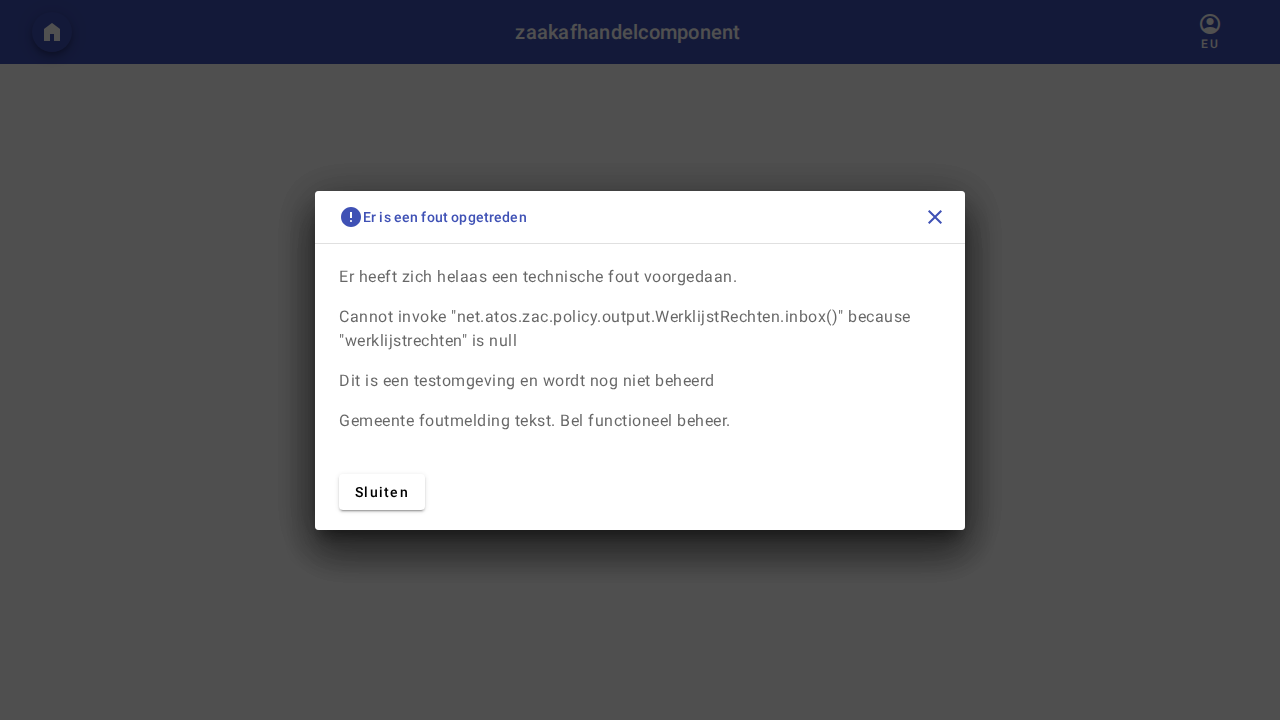 zaakafhandelcomponent
EU
Er is een fout opgetreden
Er heeft zich helaas een technische fout voorgedaan.
Cannot invoke "net.atos.zac.policy.output.WerklijstRechten.inbox()" because
"werklijstrechten" is null
Dit is een testomgeving en wordt nog niet beheerd
Gemeente foutmelding tekst. Bel functioneel beheer.
Sluiten